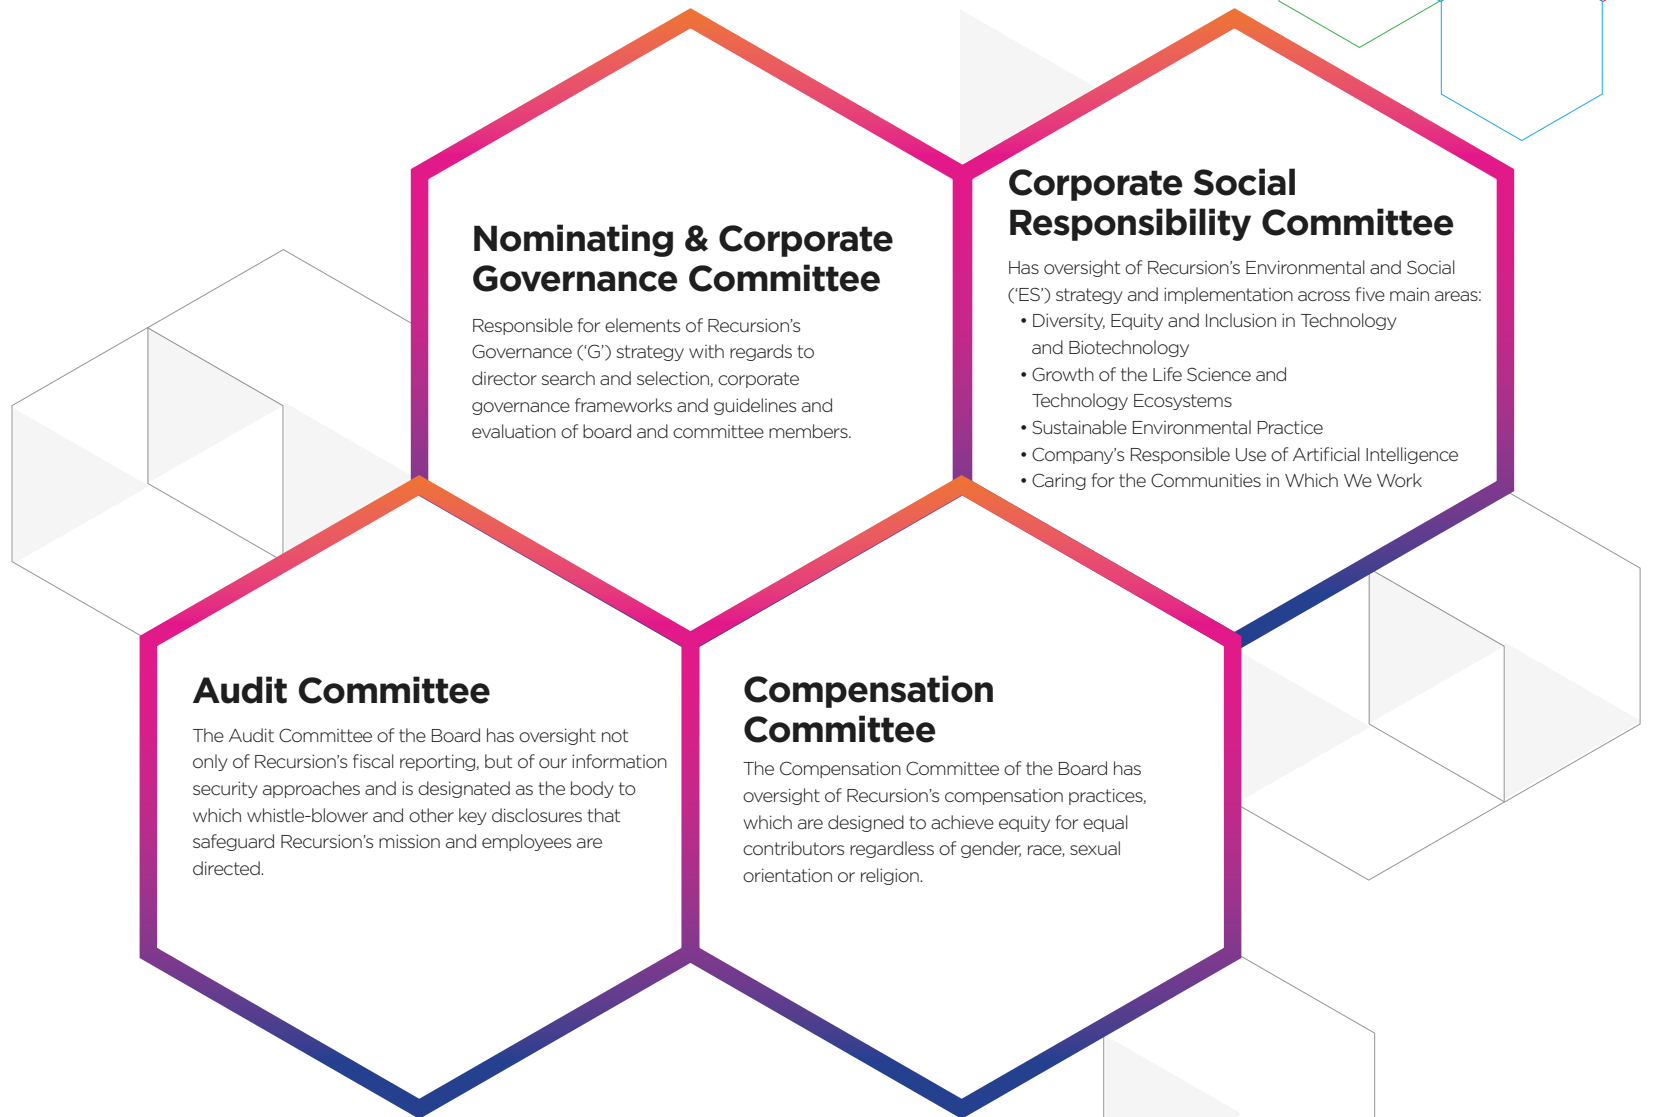 Nominating & Corporate
Governance Committee
Responsible for elements of Recursion’s
Governance (‘G’) strategy with regards to
director search and selection, corporate
governance frameworks and guidelines and
evaluation of board and committee members.
Corporate Social
Responsibility Committee
Has oversight of Recursion’s Environmental and Social
(‘ES’) strategy and implementation across five main areas:
• Diversity, Equity and Inclusion in Technology
and Biotechnology
• Growth of the Life Science and
Technology Ecosystems
• Sustainable Environmental Practice
• Company’s Responsible Use of Artificial Intelligence
• Caring for the Communities in Which We Work
Audit Committee
The Audit Committee of the Board has oversight not
only of Recursion’s fiscal reporting, but of our information
security approaches and is designated as the body to
which whistle-blower and other key disclosures that
safeguard Recursion’s mission and employees are
directed.
Compensation
Committee
The Compensation Committee of the Board has
oversight of Recursion’s compensation practices,
which are designed to achieve equity for equal
contributors regardless of gender, race, sexual
orientation or religion.